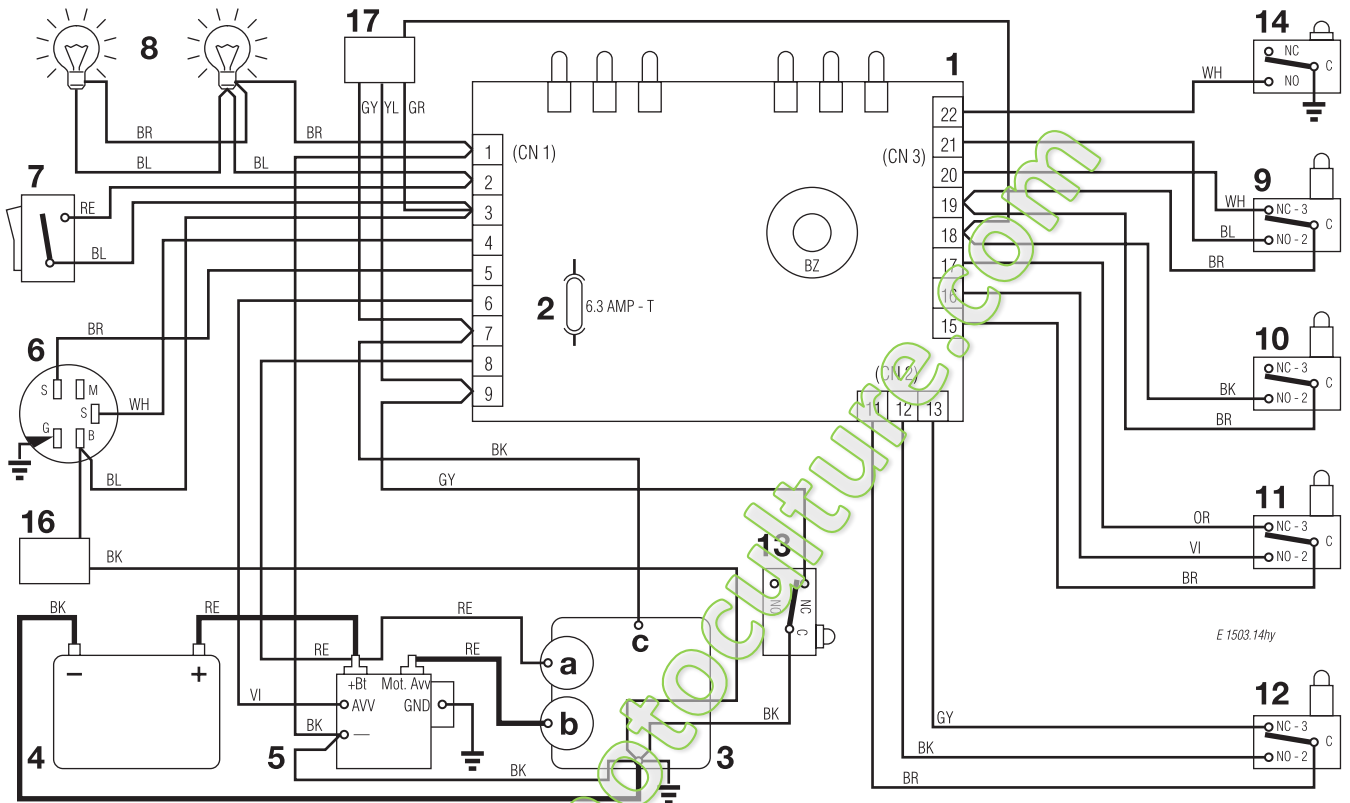 8
17
1
14
NC
C
NO
WH
GY YL GR
22
21
20
19
18
17
16
15
(CN 3)
BR
BR
1
(CN 1)
2
3
4
5
6
7
8
9
BL
BL
7
RE
BL
9
WH
NC - 3
C
BL
NO - 2
BR
BZ
2
6.3 AMP - T
BR
6
S
M
S
WH
G
B
BL
10
NC - 3
C
BK
NO - 2
BR
(CN 2)
11 12 13
BK
GY
16
BK
13
NO
NC
C
11
OR
NC - 3
C
VI
NO - 2
BR
E 1503.14hy
BK
RE
RE
RE
RE
c
a
b
+Bt
Mot. Avv
VI
AVV
GND
BK
—
−
+
4
5
BK
BK
3
12
GY
NC - 3
C
BK
NO - 2
BR
otoculture.com